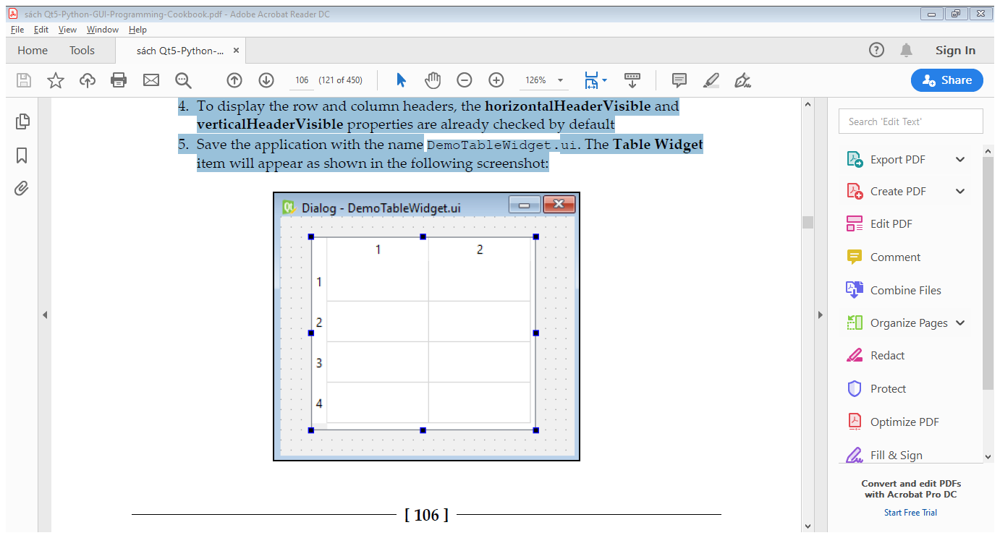 sách Qt5-Python-GUI-Programming-Cookbook.pdf - Adobe Acrobat Reader DC
File Edit View Window Help
Home Tools sách Qt5-Python-... × Sign In
106 (121 of 450) 126% Share
4. To display the row and column headers, the horizontalHeaderVisible and
verticalHeaderVisible properties are already checked by default
5. Save the application with the name DemoTableWidget.ui. The Table Widget
item will appear as shown in the following screenshot:
Qt Dialog - DemoTableWidget.ui
1 2
1
2
3
4
[ 106 ]
Search 'Edit Text'
Export PDF
Create PDF
Edit PDF
Comment
Combine Files
Organize Pages
Redact
Protect
Optimize PDF
Fill & Sign
Convert and edit PDFs
with Acrobat Pro DC
Start Free Trial